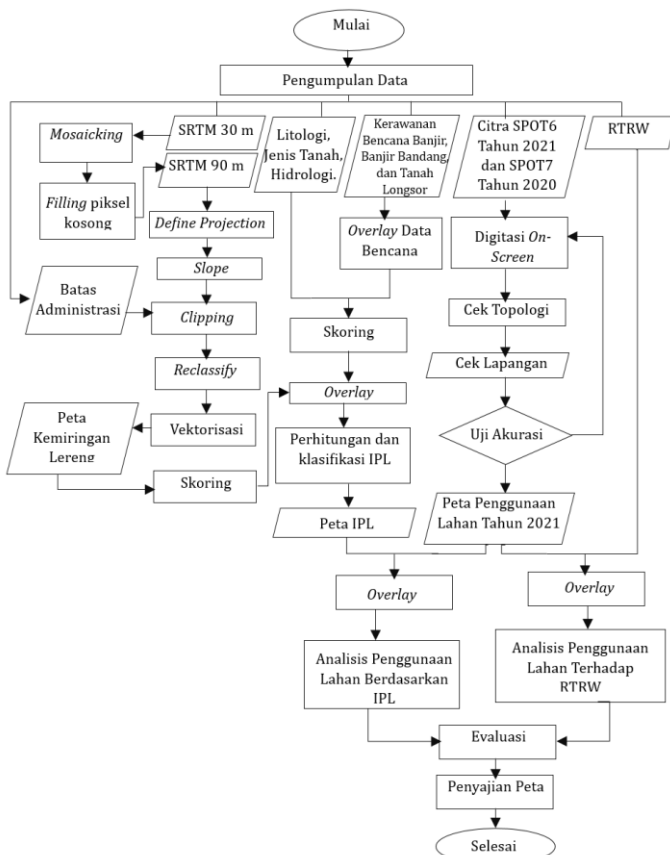 Mulai
Pengumpulan Data
Mosaicking
SRTM 30 m
SRTM 90 m
Filling piksel
kosong
Define Projection
Slope
Batas
Administrasi
Clipping
Reclassify
Peta
Kemiringan
Lereng
Vektorisasi
Skoring
Litologi,
Jenis Tanah,
Hidrologi.
Kerawanan
Bencana Banjir,
Banjir Bandang,
dan Tanah
Longsor
Overlay Data
Bencana
Skoring
Overlay
Perhitungan dan
klasifikasi IPL
Peta IPL
Citra SPOT6
Tahun 2021
dan SPOT7
Tahun 2020
Digitasi On-
Screen
Cek Topologi
Cek Lapangan
Uji Akurasi
Peta Penggunaan
Lahan Tahun 2021
RTRW
Overlay
Overlay
Analisis Penggunaan
Lahan Berdasarkan
IPL
Analisis Penggunaan
Lahan Terhadap
RTRW
Evaluasi
Penyajian Peta
Selesai